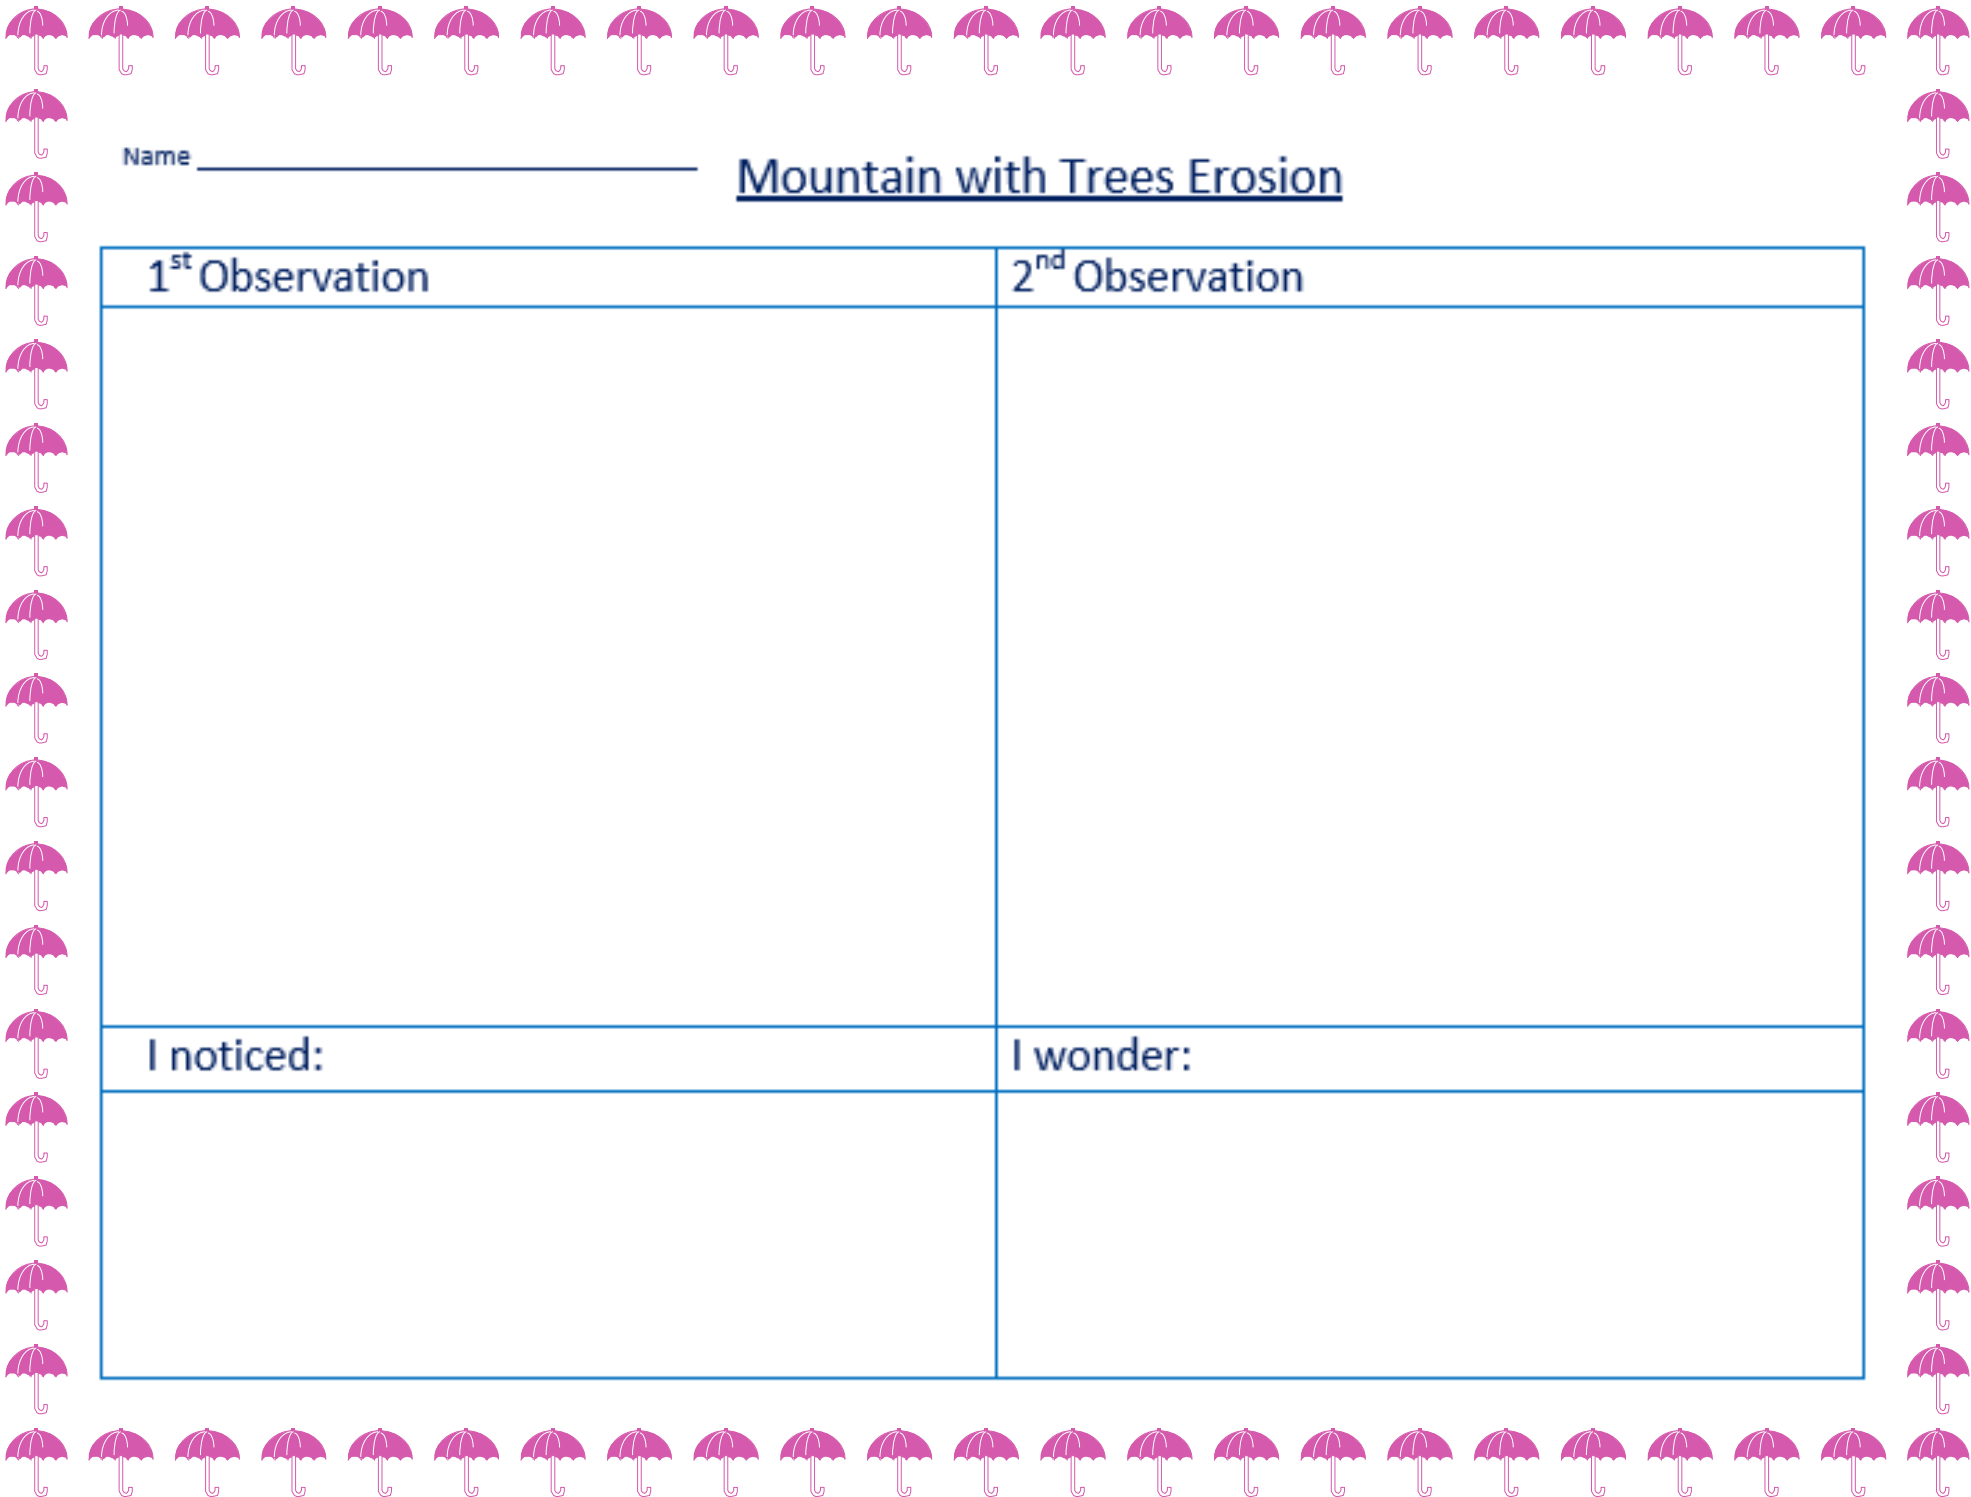 Name
Mountain with Trees Erosion
1st Observation
2nd Observation
I noticed:
I wonder: